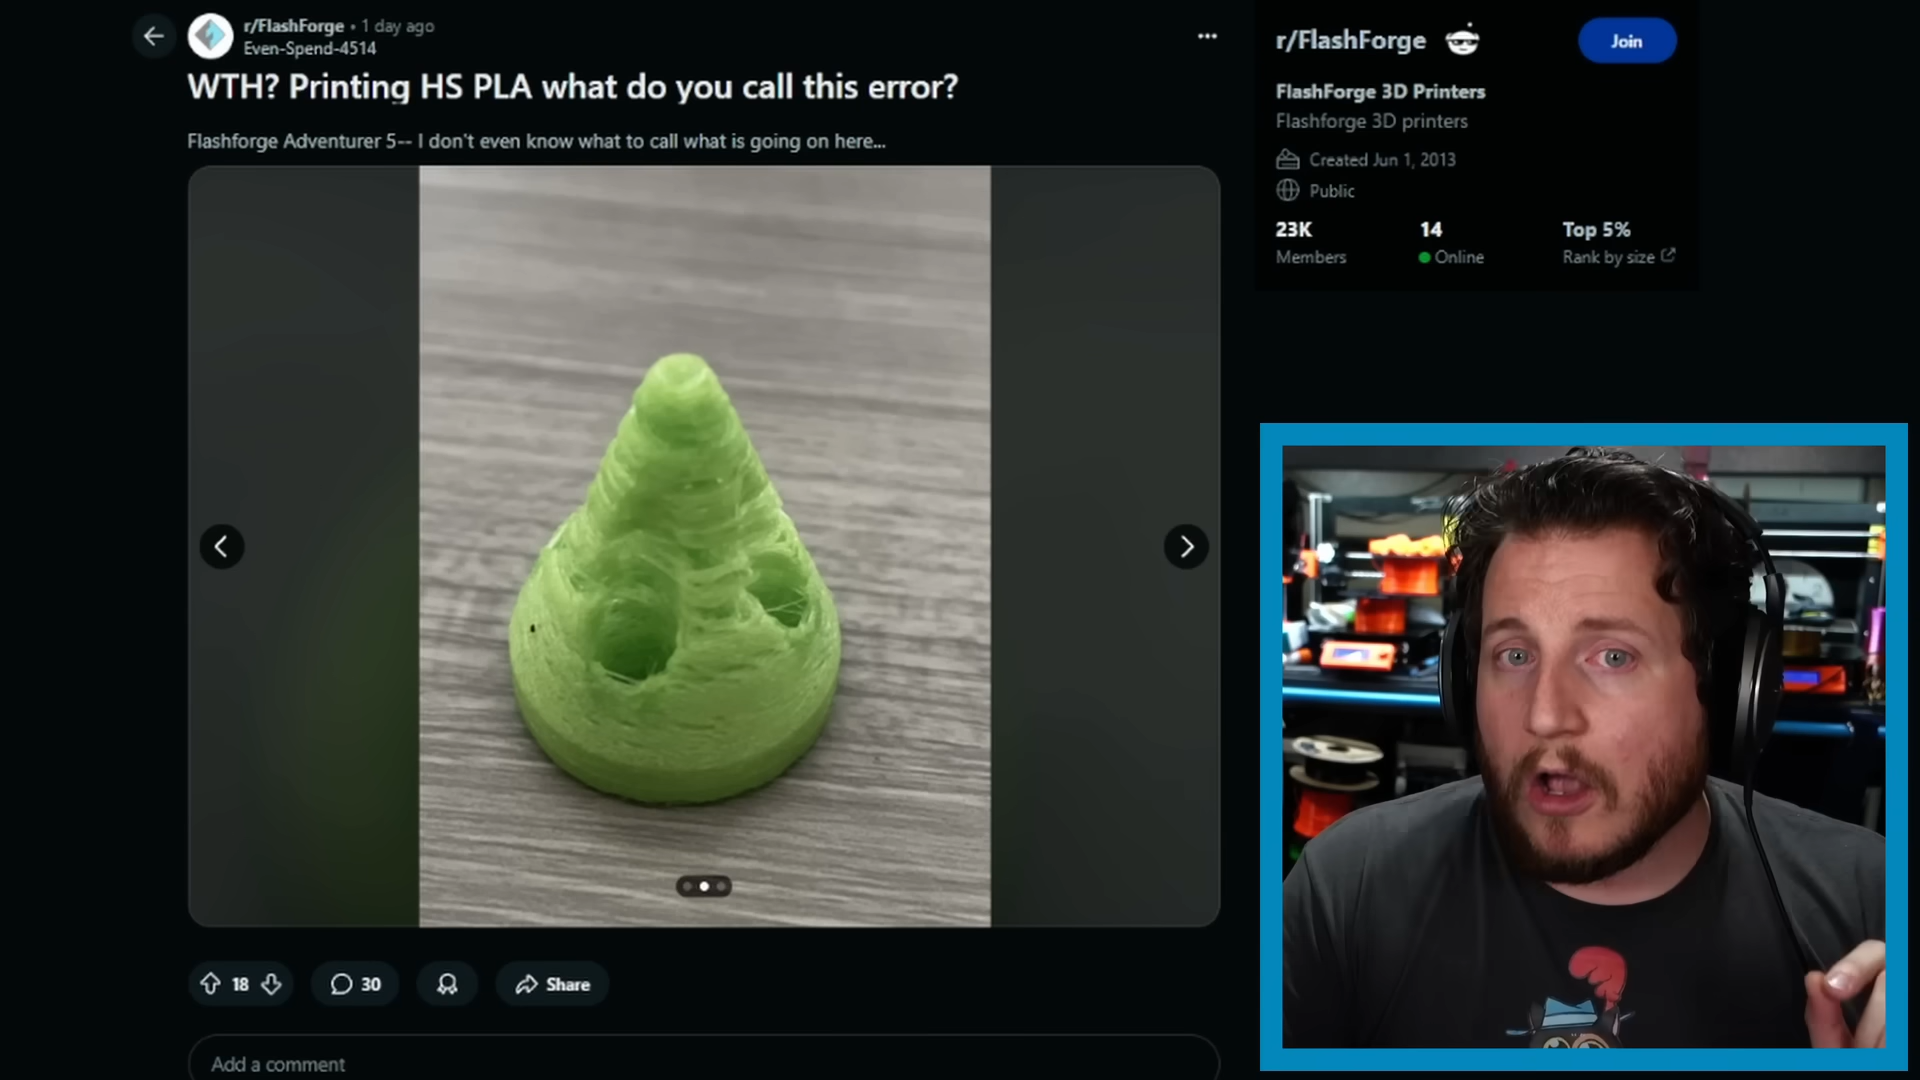 r/FlashForge • 1 day ago
Even-Spend-4514
WTH? Printing HS PLA what do you call this error?
Flashforge Adventurer 5-- I don't even know what to call what is going on here...
18
30
Share
Add a comment
r/FlashForge
Join
FlashForge 3D Printers
Flashforge 3D printers
Created Jun 1, 2013
Public
23K 14 Top 5%
Members Online Rank by size